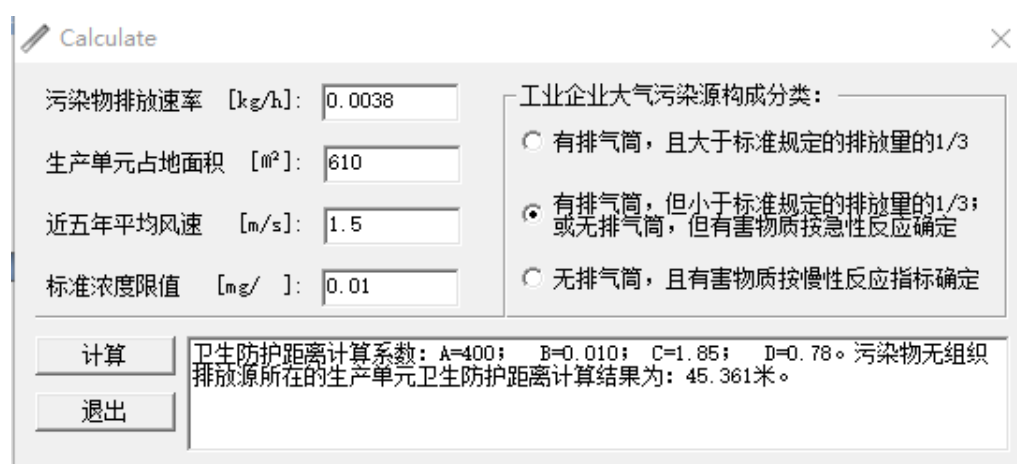 Calculate
污染物排放速率 [kg/h]: 0.0038
生产单元占地面积 [m²]: 610
近五年平均风速 [m/s]: 1.5
标准浓度限值 [mg/ ]: 0.01
工业企业大气污染源构成分类:
有排气筒，且大于标准规定的排放量的1/3
有排气筒，但小于标准规定的排放量的1/3;
或无排气筒，但有害物质按急性反应确定
无排气筒，且有害物质按慢性反应指标确定
计算
退出
卫生防护距离计算系数: A=400; B=0.010; C=1.85; D=0.78。污染物无组织
排放源所在的生产单元卫生防护距离计算结果为: 45.361米。